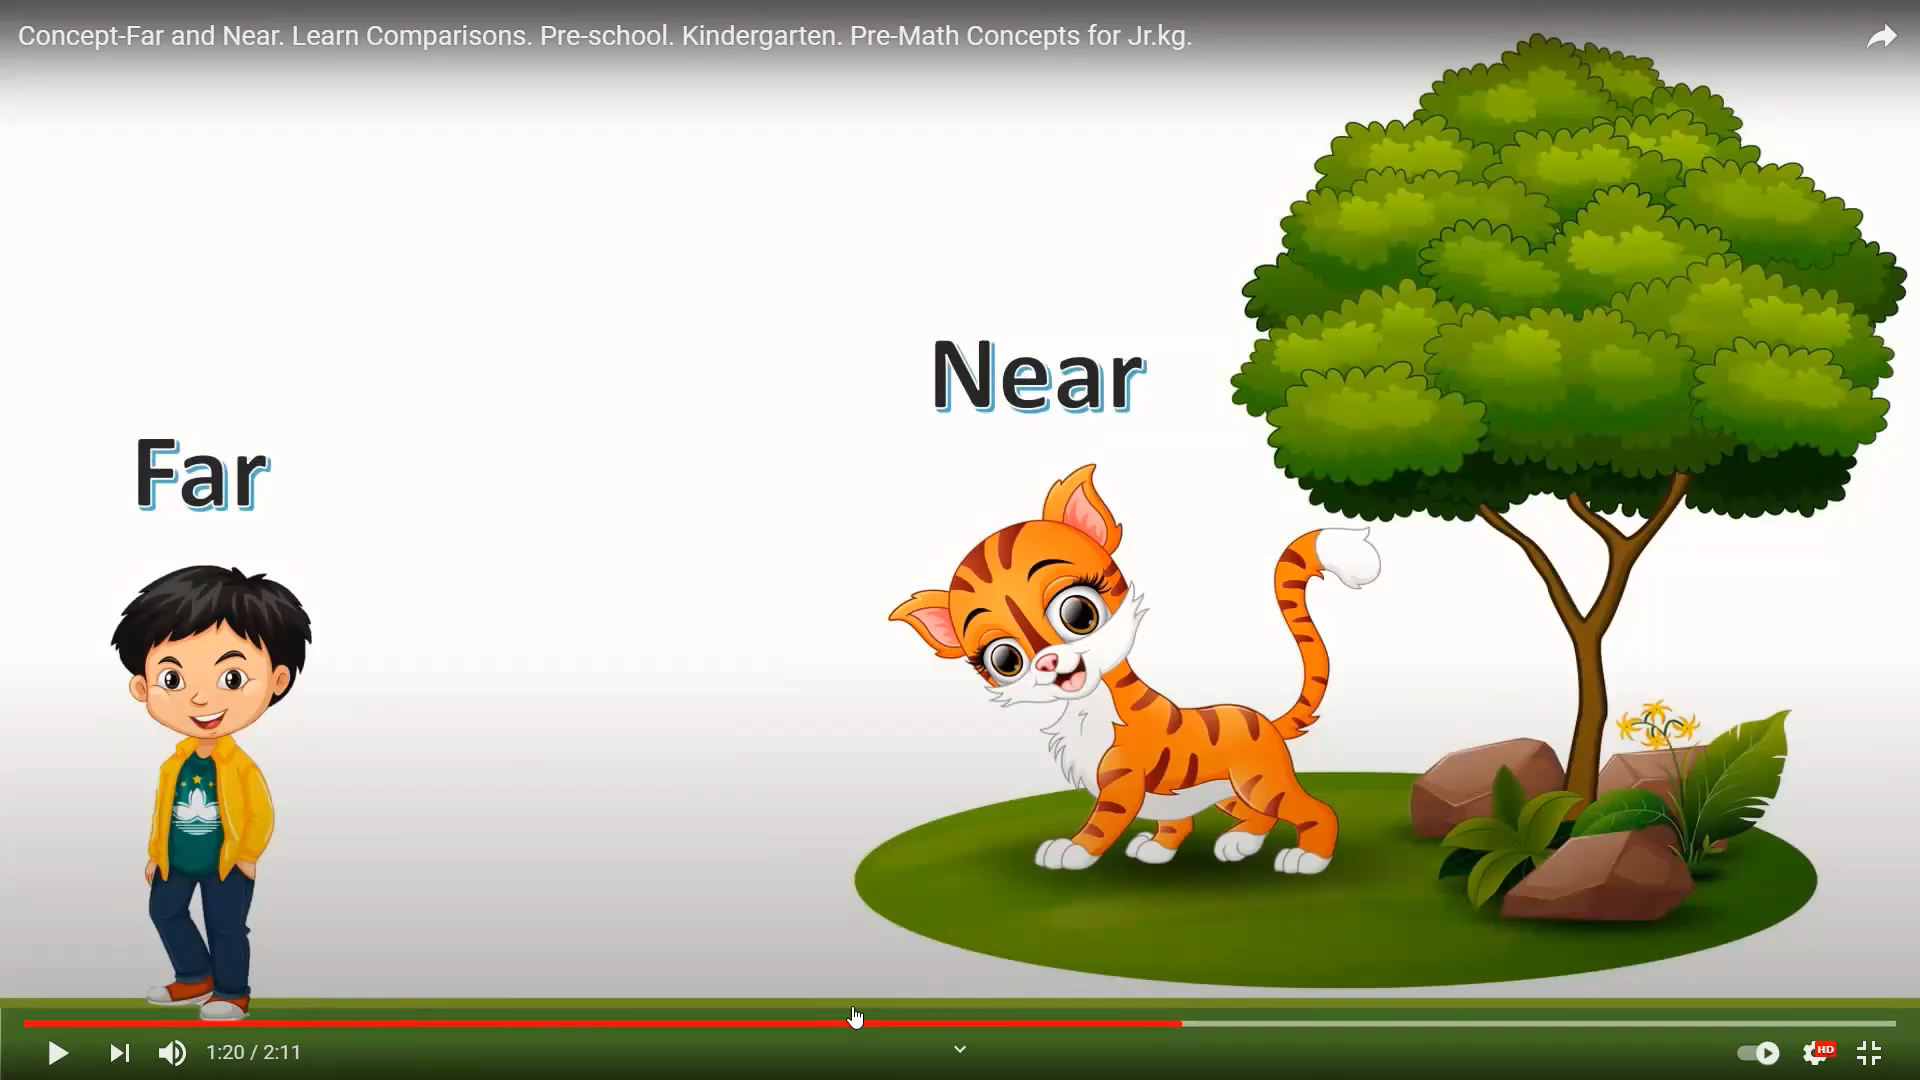 Concept-Far and Near. Learn Comparisons. Pre-school. Kindergarten. Pre-Math Concepts for Jr.kg.
Near
Far
1:20 / 2:11
HD